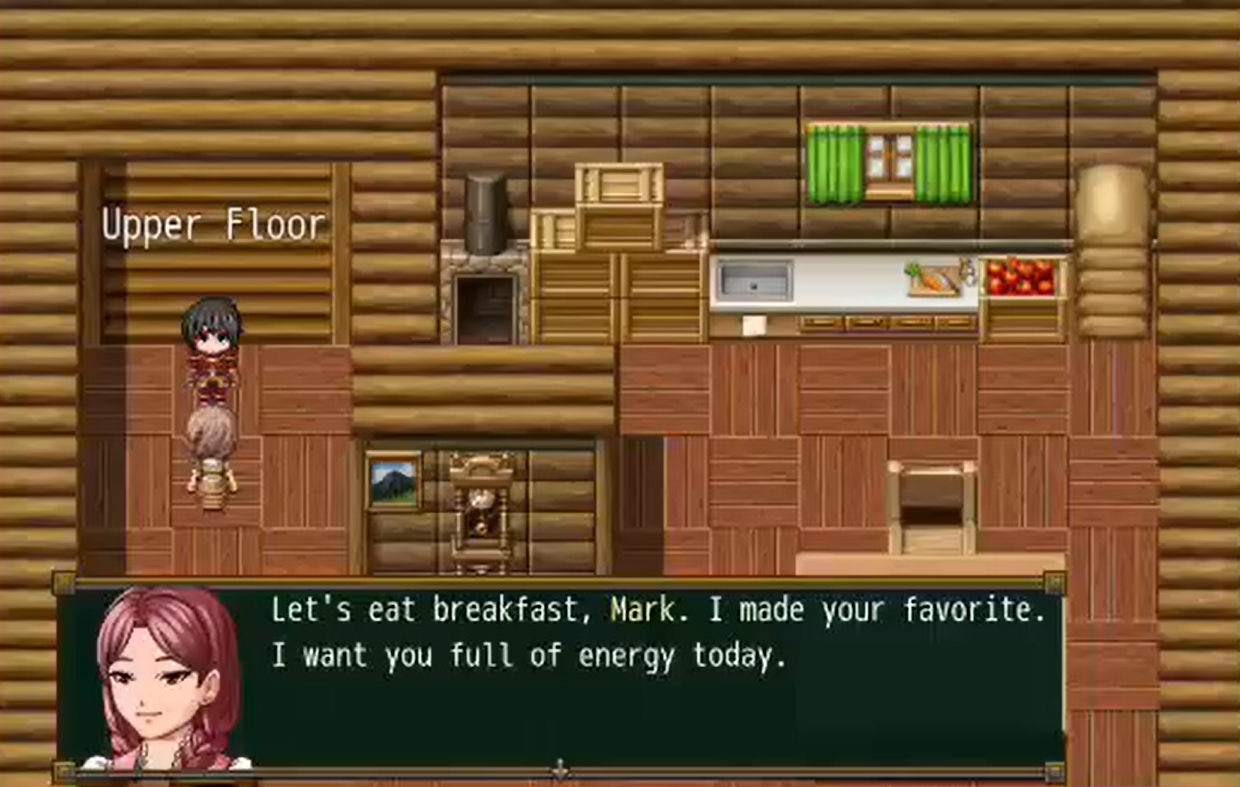 Upper Floor
Let's eat breakfast, Mark. I made your favorite.
I want you full of energy today.